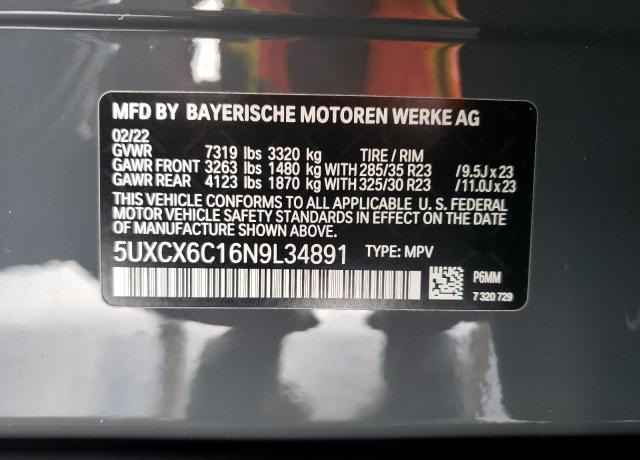 MFD BY BAYERISCHE MOTOREN WERKE AG
02/22
GVWR 7319 lbs 3320 kg TIRE / RIM
GAWR FRONT 3263 lbs 1480 kg WITH 285/35 R23 /9.5J x 23
GAWR REAR 4123 lbs 1870 kg WITH 325/30 R23 /11.0J x 23
THIS VEHICLE CONFORMS TO ALL APPLICABLE U. S. FEDERAL
MOTOR VEHICLE SAFETY STANDARDS IN EFFECT ON THE DATE
OF MANUFACTURE SHOWN ABOVE.
5UXCX6C16N9L34891 TYPE: MPV
P6MM
7 320 729